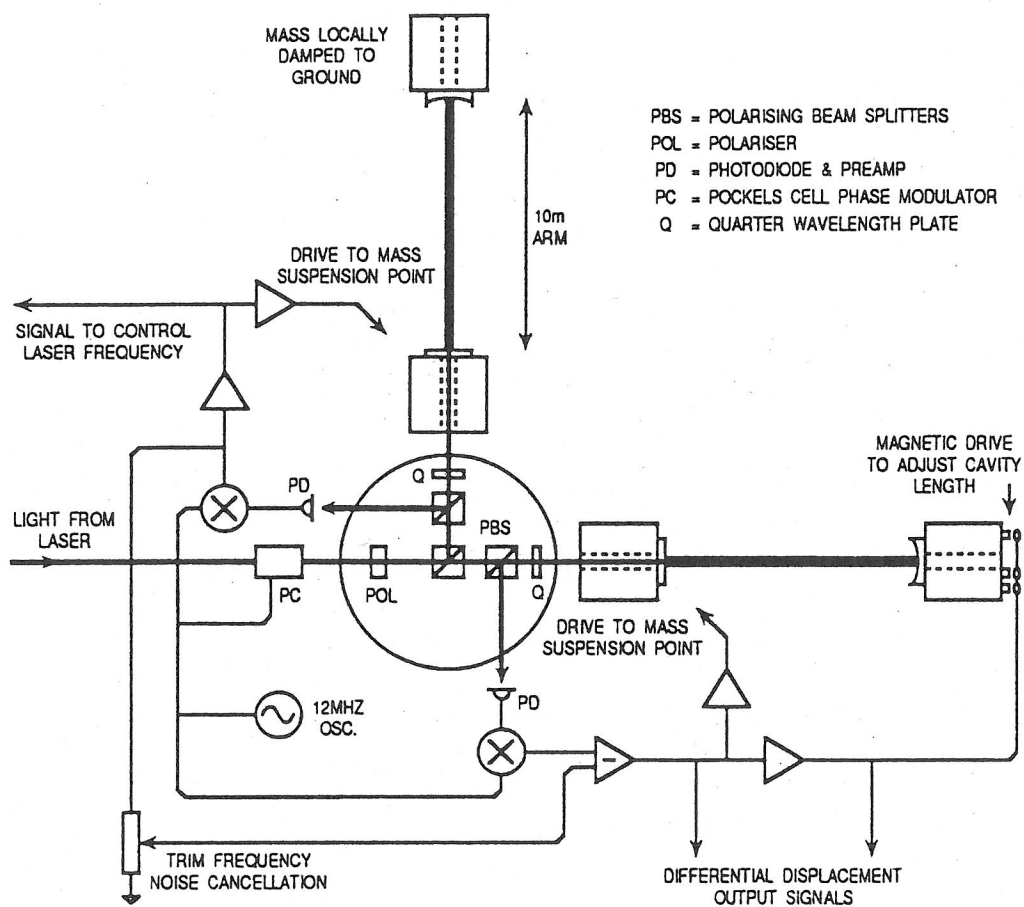 MASS LOCALLY
DAMPED TO
GROUND
PBS = POLARISING BEAM SPLITTERS
POL = POLARISER
PD = PHOTODIODE & PREAMP
PC = POCKELS CELL PHASE MODULATOR
Q = QUARTER WAVELENGTH PLATE
10m
ARM
DRIVE TO MASS
SUSPENSION POINT
SIGNAL TO CONTROL
LASER FREQUENCY
MAGNETIC DRIVE
TO ADJUST CAVITY
LENGTH
Q
PD
PBS
LIGHT FROM
LASER
PC
POL
Q
DRIVE TO MASS
SUSPENSION POINT
PD
12MHZ
OSC.
TRIM FREQUENCY
NOISE CANCELLATION
DIFFERENTIAL DISPLACEMENT
OUTPUT SIGNALS